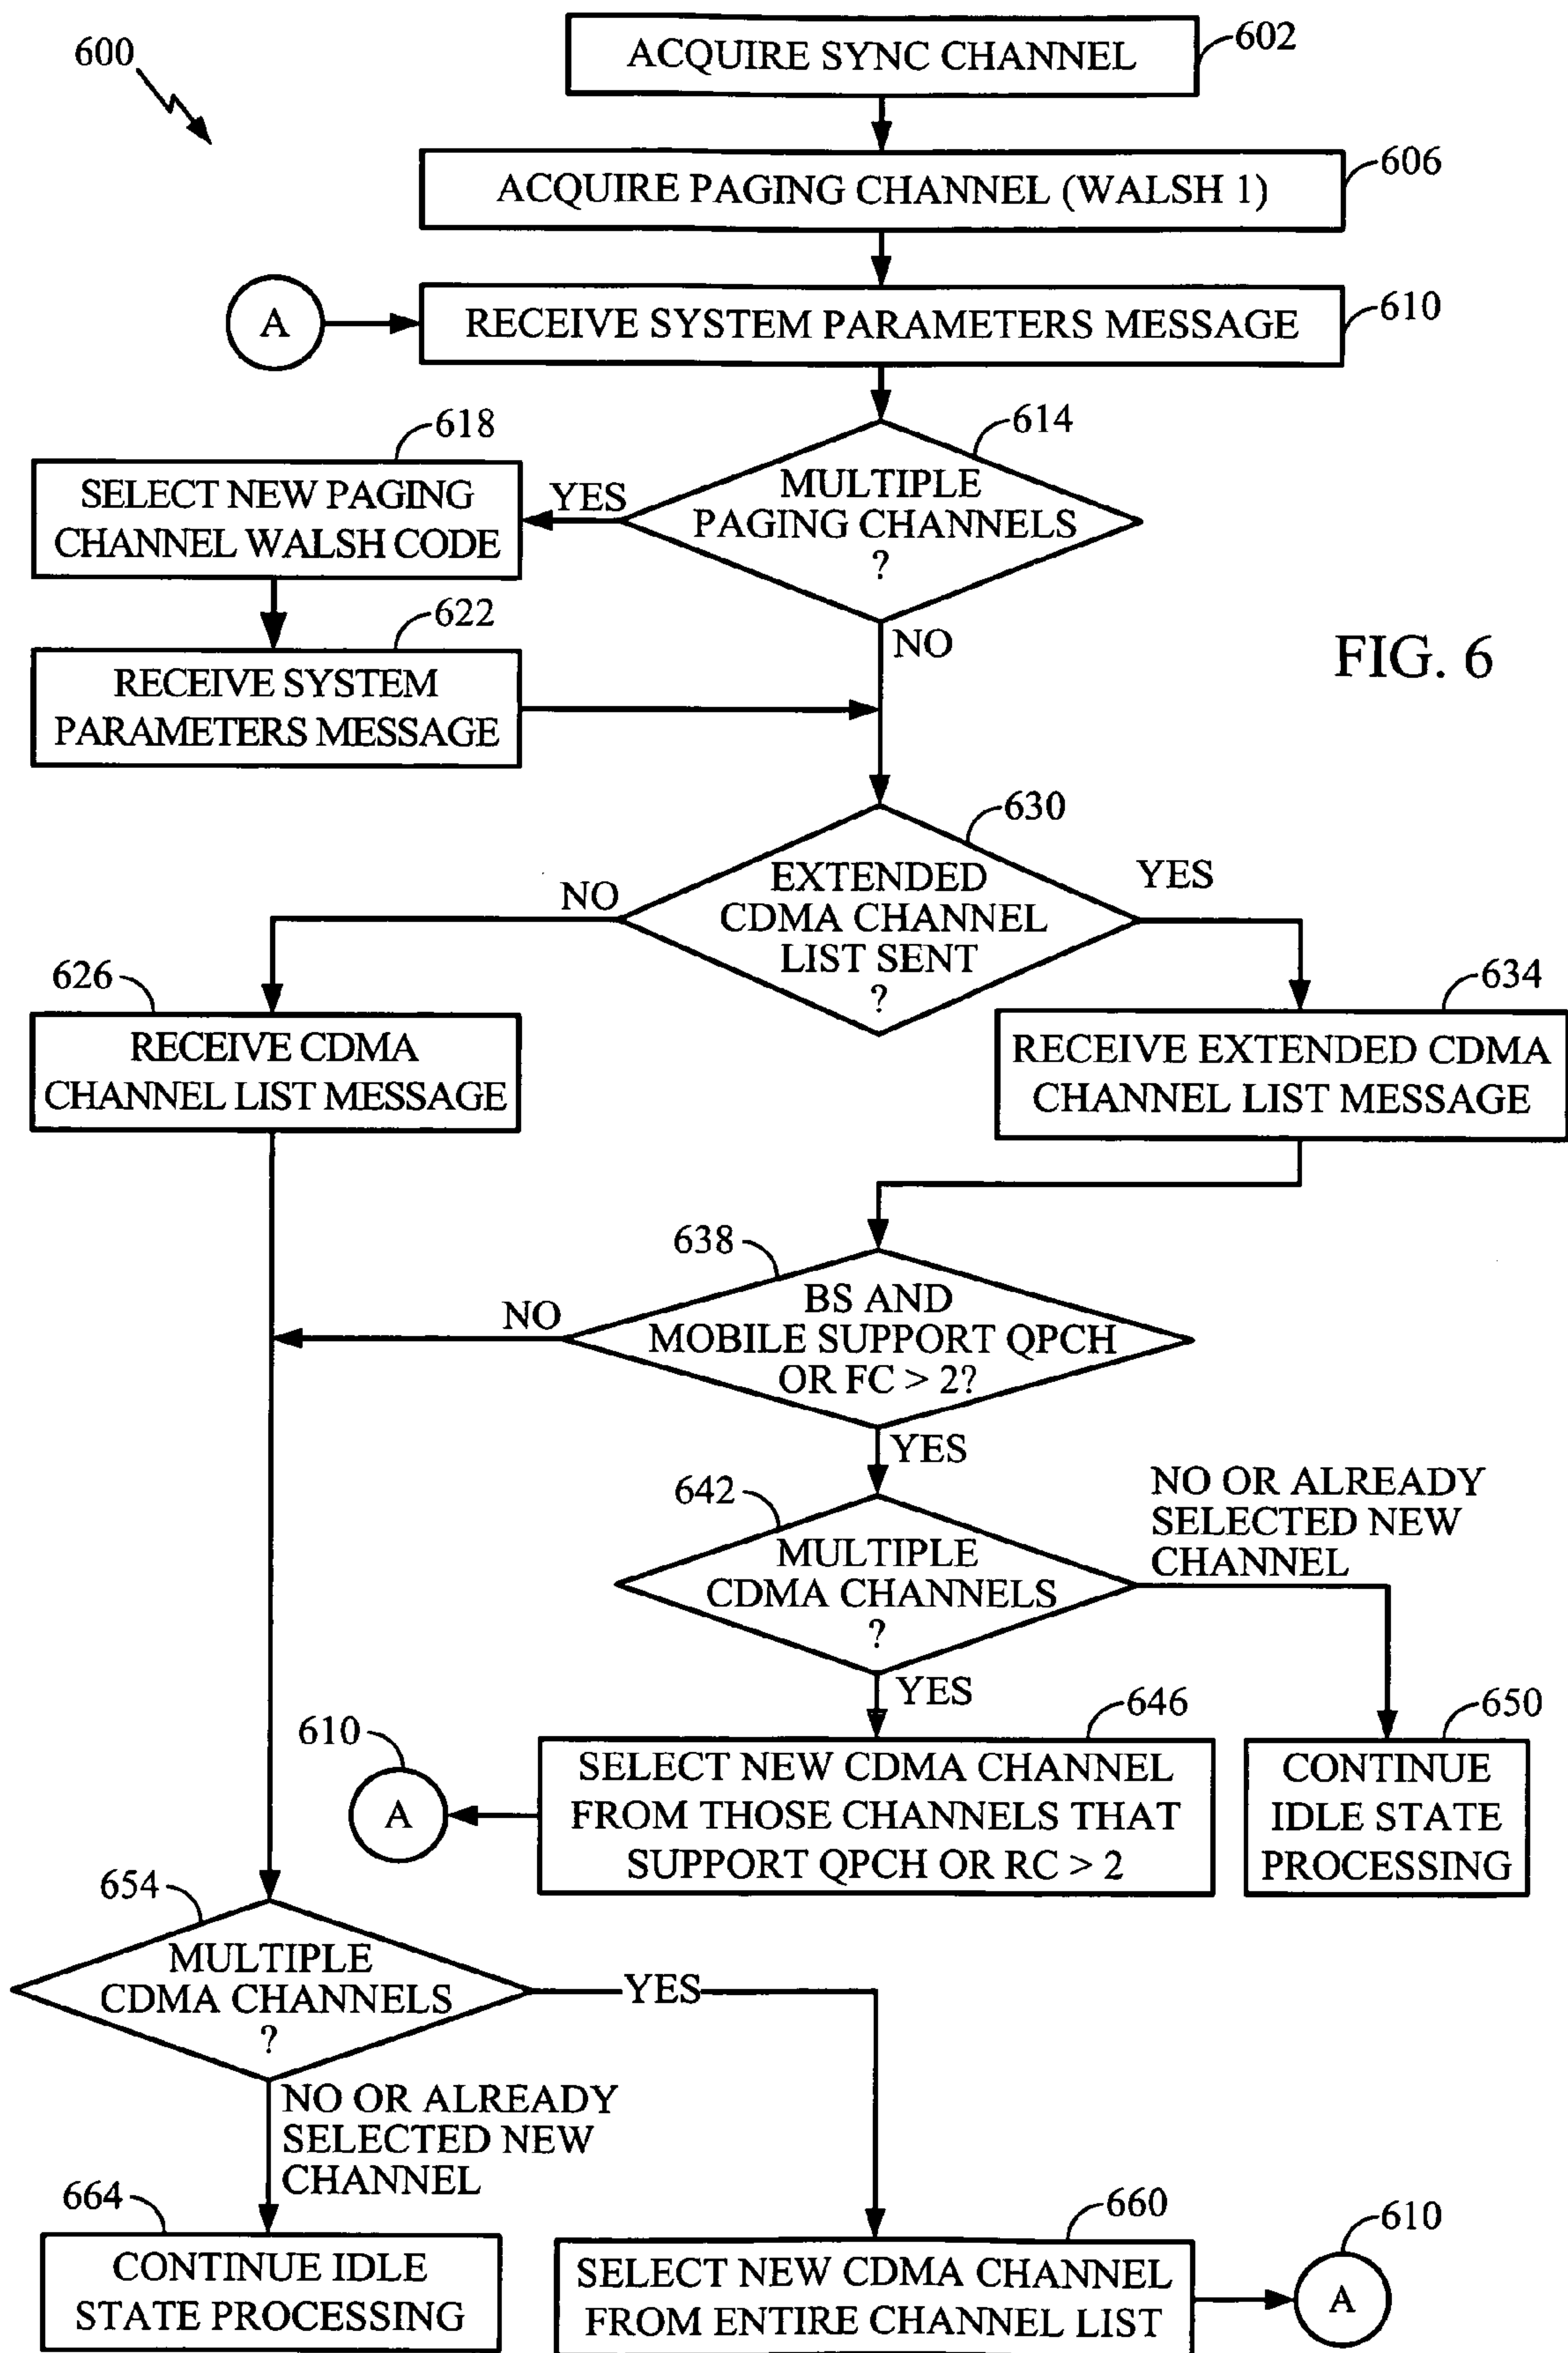 600
ACQUIRE SYNC CHANNEL
602
ACQUIRE PAGING CHANNEL (WALSH 1)
606
A
RECEIVE SYSTEM PARAMETERS MESSAGE
610
614
MULTIPLE
PAGING CHANNELS
?
YES
618
SELECT NEW PAGING
CHANNEL WALSH CODE
622
RECEIVE SYSTEM
PARAMETERS MESSAGE
NO
FIG. 6
630
EXTENDED
CDMA CHANNEL
LIST SENT
?
NO
YES
626
RECEIVE CDMA
CHANNEL LIST MESSAGE
634
RECEIVE EXTENDED CDMA
CHANNEL LIST MESSAGE
638
BS AND
MOBILE SUPPORT QPCH
OR FC > 2?
NO
YES
642
MULTIPLE
CDMA CHANNELS
?
NO OR ALREADY
SELECTED NEW
CHANNEL
YES
610
A
646
SELECT NEW CDMA CHANNEL
FROM THOSE CHANNELS THAT
SUPPORT QPCH OR RC > 2
650
CONTINUE
IDLE STATE
PROCESSING
654
MULTIPLE
CDMA CHANNELS
?
YES
NO OR ALREADY
SELECTED NEW
CHANNEL
664
CONTINUE IDLE
STATE PROCESSING
660
SELECT NEW CDMA CHANNEL
FROM ENTIRE CHANNEL LIST
610
A